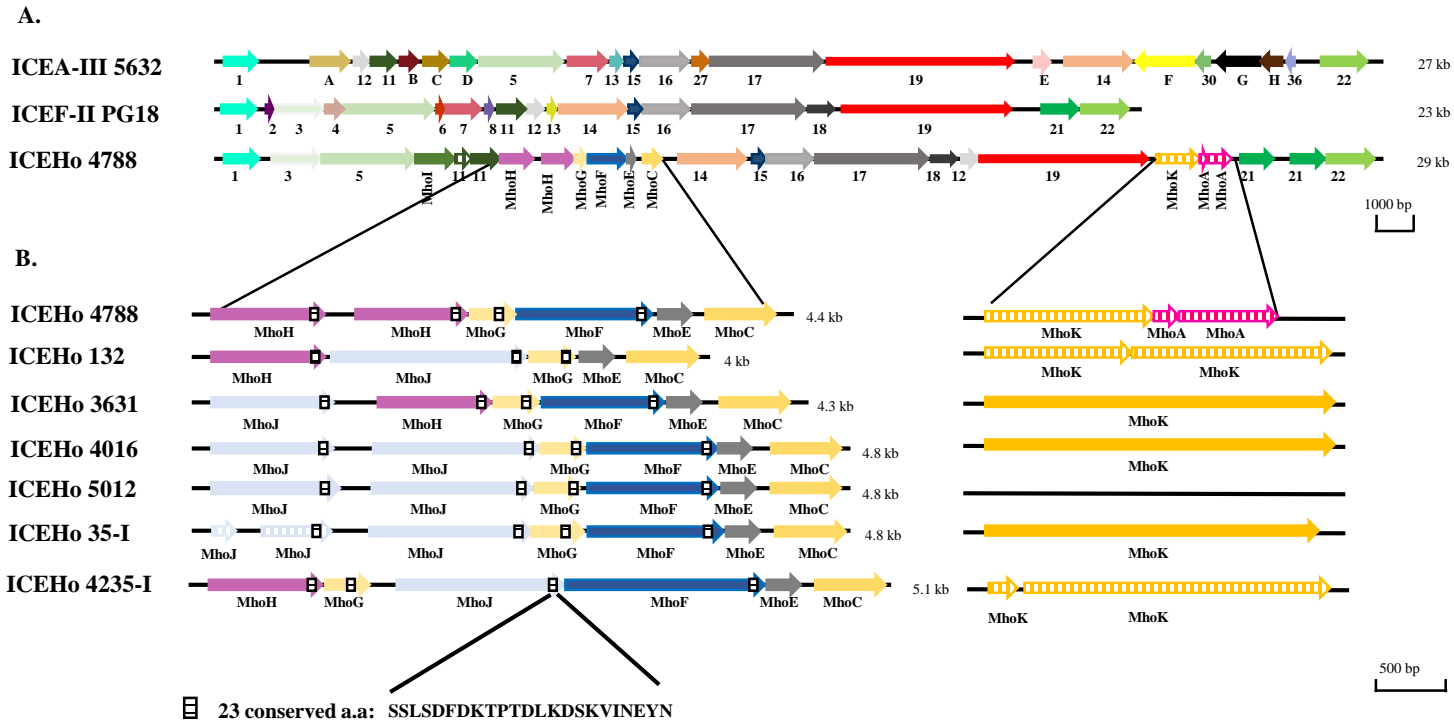 A.
ICEA-III 5632
1 A 12 11 B C D 5 7 13 15 16 27 17 19 E 14 F 30 G H 36 22
27 kb
ICEF-II PG18
1 2 3 4 5 6 7 8 11 12 13 14 15 16 17 18 19 21 22
23 kb
ICEHo 4788
1 3 5 MhoI 11 11 MhoH MhoH MhoG MhoF MhoE MhoC 14 15 16 17 18 12 19 MhoK MhoA MhoA 21 21 22
29 kb
1000 bp
B.
ICEHo 4788
MhoH MhoH MhoG MhoF MhoE MhoC
4.4 kb
MhoK MhoA MhoA
ICEHo 132
MhoH MhoJ MhoG MhoE MhoC
4 kb
MhoK MhoK
ICEHo 3631
MhoJ MhoH MhoG MhoF MhoE MhoC
4.3 kb
MhoK
ICEHo 4016
MhoJ MhoJ MhoG MhoF MhoE MhoC
4.8 kb
MhoK
ICEHo 5012
MhoJ MhoJ MhoG MhoF MhoE MhoC
4.8 kb
ICEHo 35-I
MhoJ MhoJ MhoJ MhoG MhoF MhoE MhoC
4.8 kb
MhoK
ICEHo 4235-I
MhoH MhoG MhoJ MhoF MhoE MhoC
5.1 kb
MhoK MhoK
500 bp
23 conserved a.a: SSLSDFDKTPTDLKDSKVINEYN